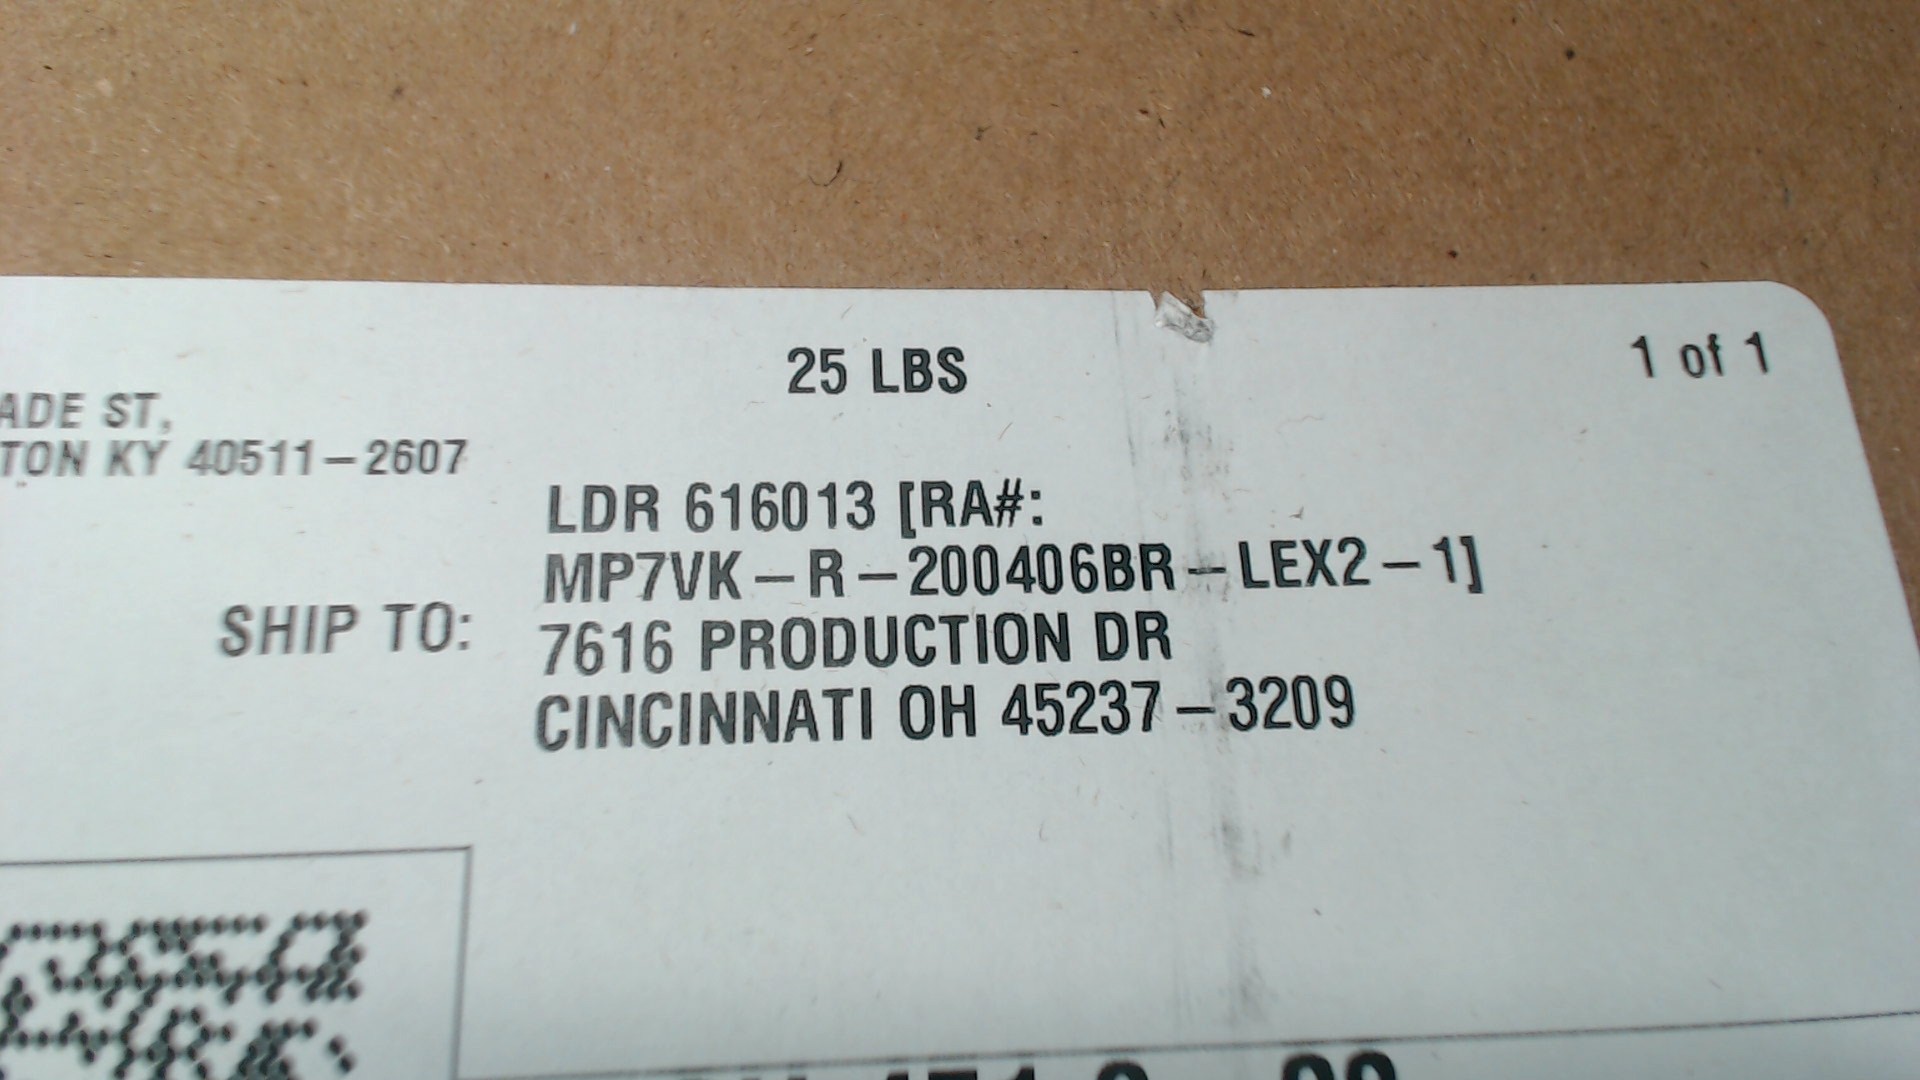 25 LBS
1 of 1
ADE ST,
TON KY 40511-2607
LDR 616013 [RA#:
MP7VK-R-200406BR-LEX2-1]
SHIP TO:
7616 PRODUCTION DR
CINCINNATI OH 45237-3209